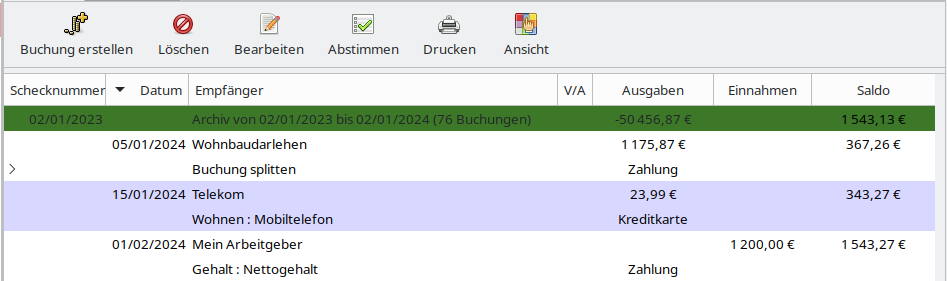 Buchung erstellen Löschen Bearbeiten Abstimmen Drucken Ansicht
Schecknummer Datum Empfänger V/A Ausgaben Einnahmen Saldo
02/01/2023 Archiv von 02/01/2023 bis 02/01/2024 (76 Buchungen) -50 456,87 € 1 543,13 €
05/01/2024 Wohnbaudarlehen 1 175,87 € 367,26 €
Buchung splitten Zahlung
15/01/2024 Telekom 23,99 € 343,27 €
Wohnen : Mobiltelefon Kreditkarte
01/02/2024 Mein Arbeitgeber 1 200,00 € 1 543,27 €
Gehalt : Nettogehalt Zahlung